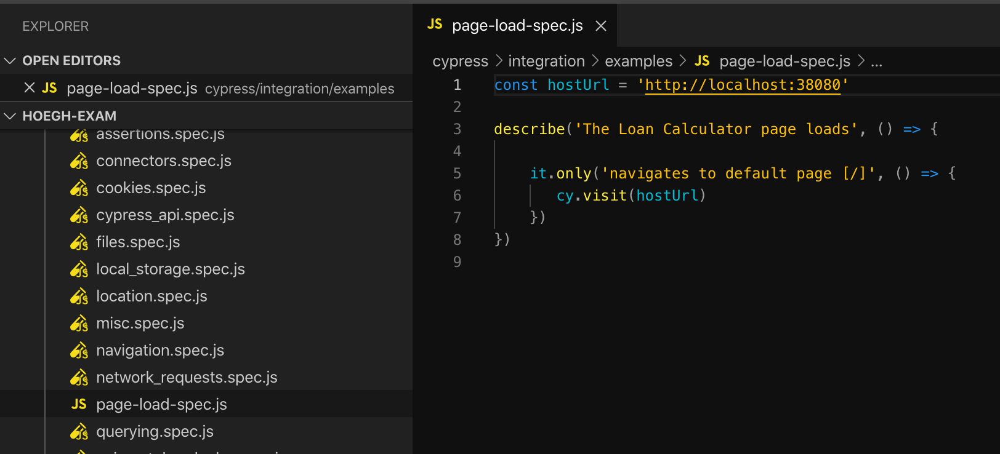 EXPLORER
OPEN EDITORS
JS page-load-spec.js cypress/integration/examples
HOEGH-EXAM
assertions.spec.js
connectors.spec.js
cookies.spec.js
cypress_api.spec.js
files.spec.js
local_storage.spec.js
location.spec.js
misc.spec.js
navigation.spec.js
network_requests.spec.js
JS page-load-spec.js
querying.spec.js
JS page-load-spec.js
cypress > integration > examples > JS page-load-spec.js > ...
1 const hostUrl = 'http://localhost:38080'
2
3 describe('The Loan Calculator page loads', () => {
4
5 it.only('navigates to default page [/]', () => {
6 cy.visit(hostUrl)
7 })
8 })
9